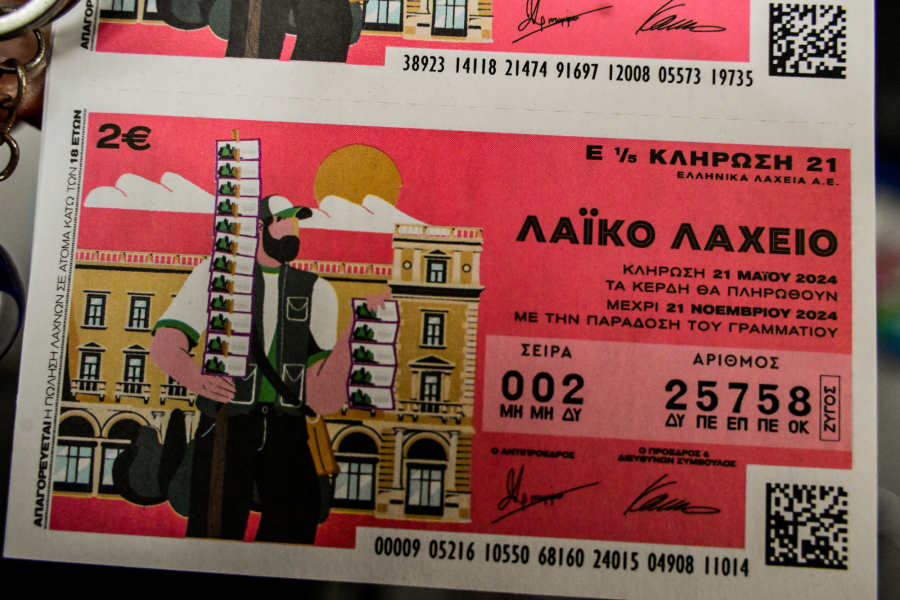 ΑΠΑΓΟΡ
38923 14118 21474 91697 12008 05573 19735
ΑΠΑΓΟΡΕΥΕΤΑΙ Η ΠΩΛΗΣΗ ΛΑΧΝΩΝ ΣΕ ΑΤΟΜΑ ΚΑΤΩ ΤΩΝ 18 ΕΤΩΝ
2€
Ε 1/5 ΚΛΗΡΩΣΗ 21
ΕΛΛΗΝΙΚΑ ΛΑΧΕΙΑ Α.Ε.
ΛΑΪΚΟ ΛΑΧΕΙΟ
ΚΛΗΡΩΣΗ 21 ΜΑΪΟΥ 2024
ΤΑ ΚΕΡΔΗ ΘΑ ΠΛΗΡΩΘΟΥΝ
ΜΕΧΡΙ 21 ΝΟΕΜΒΡΙΟΥ 2024
ΜΕ ΤΗΝ ΠΑΡΑΔΟΣΗ ΤΟΥ ΓΡΑΜΜΑΤΙΟΥ
ΣΕΙΡΑ
002
ΜΗ ΜΗ ΔΥ
ΑΡΙΘΜΟΣ
25758
ΔΥ ΠΕ ΕΠ ΠΕ ΟΚ
ΖΥΓΟΣ
Ο ΑΝΤΙΠΡΟΕΔΡΟΣ
Ο ΠΡΟΕΔΡΟΣ &
ΔΙΕΥΘΥΝΩΝ ΣΥΜΒΟΥΛΟΣ
00009 05216 10550 68160 24015 04908 11014